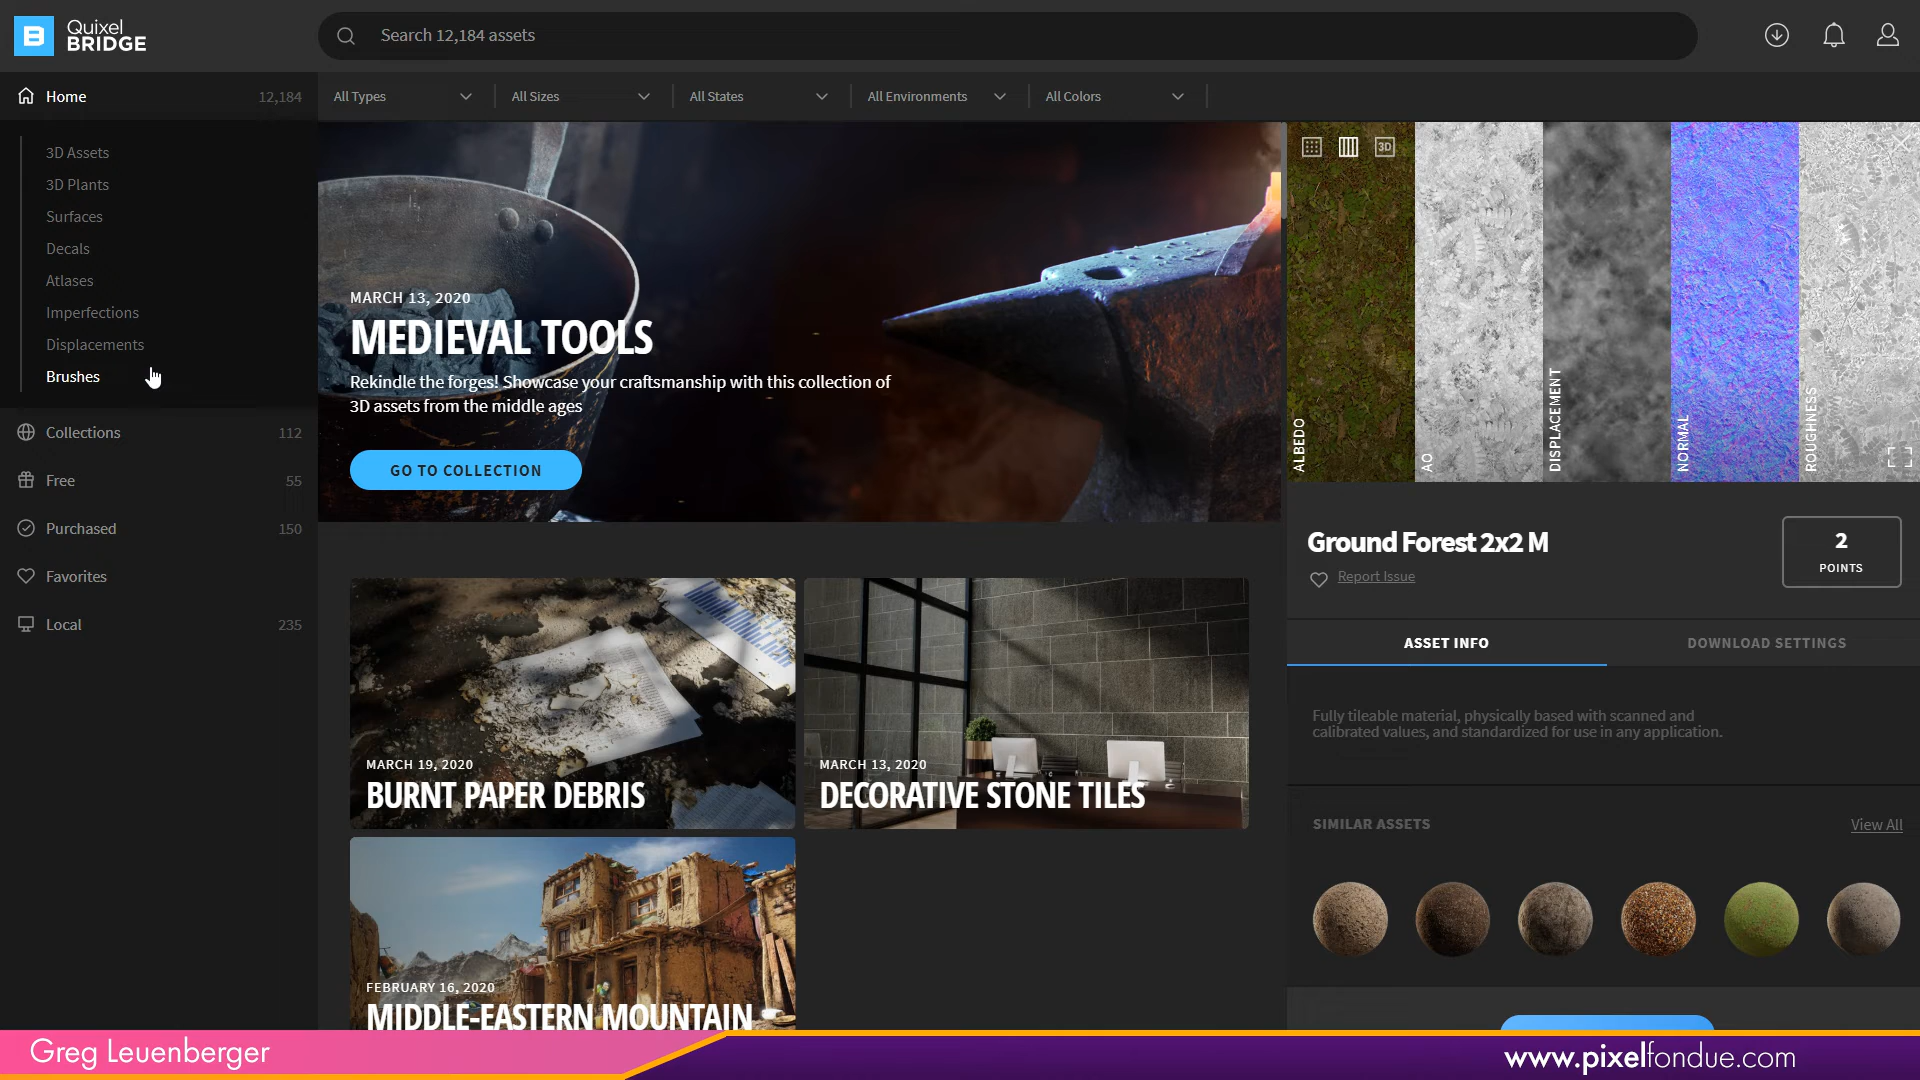 Quixel
BRIDGE
Search 12,184 assets
Home 12,184
All Types
All Sizes
All States
All Environments
All Colors
3D Assets
3D Plants
Surfaces
Decals
Atlases
Imperfections
Displacements
Brushes
Collections 112
Free 55
Purchased 150
Favorites
Local 235
MARCH 13, 2020
MEDIEVAL TOOLS
Rekindle the forges! Showcase your craftsmanship with this collection of
3D assets from the middle ages
GO TO COLLECTION
MARCH 19, 2020
BURNT PAPER DEBRIS
MARCH 13, 2020
DECORATIVE STONE TILES
FEBRUARY 16, 2020
MIDDLE-EASTERN MOUNTAIN
3D
ALBEDO
AO
DISPLACEMENT
NORMAL
ROUGHNESS
Ground Forest 2x2 M
Report Issue
2
POINTS
ASSET INFO
DOWNLOAD SETTINGS
Fully tileable material, physically based with scanned and
calibrated values, and standardized for use in any application.
SIMILAR ASSETS
View All
Greg Leuenberger
www.pixelfondue.com